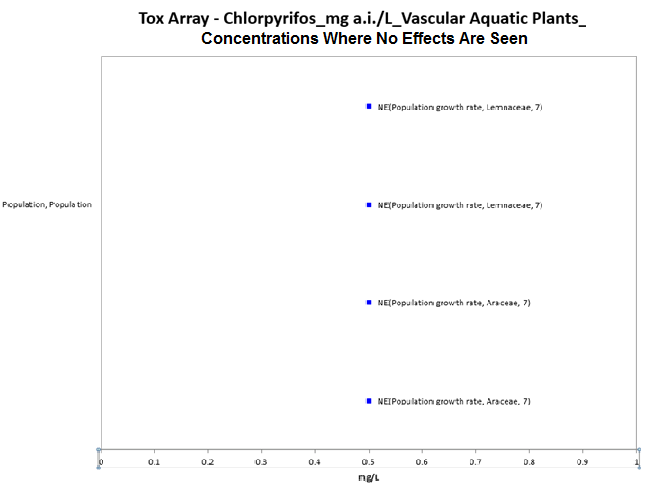 Tox Array - Chlorpyrifos_mg a.i./L_Vascular Aquatic Plants_
Concentrations Where No Effects Are Seen
NE(Population growth rate, Lemnaceae, 7)
Population, Population
NE(Population growth rate, Lemnaceae, 7)
NE(Population growth rate, Araceae, 7)
NE(Population growth rate, Araceae, 7)
0 0.1 0.2 0.3 0.4 0.5 0.6 0.7 0.8 0.9 1
mg/L